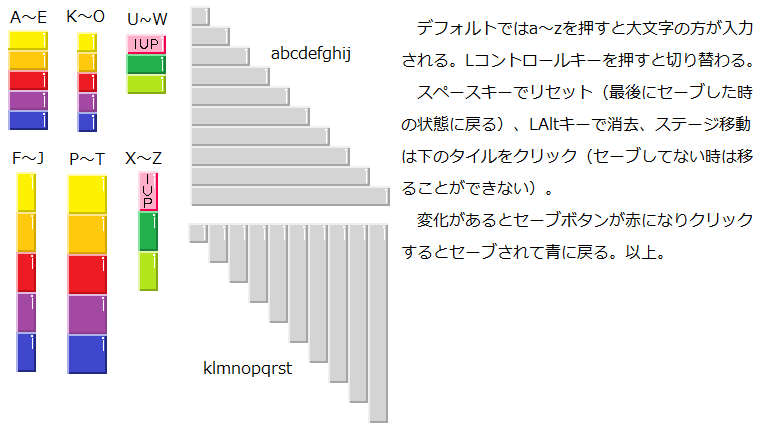 A～E
K～O
U～W
1UP
F～J
P～T
X～Z
1UP
abcdefghij
klmnopqrst
デフォルトではa～zを押すと大文字の方が入力
される。Lコントロールキーを押すと切り替わる。
スペースキーでリセット（最後にセーブした時
の状態に戻る）、LAltキーで消去、ステージ移動
は下のタイルをクリック（セーブしてない時は移
ることができない）。
変化があるとセーブボタンが赤になりクリック
するとセーブされて青に戻る。以上。